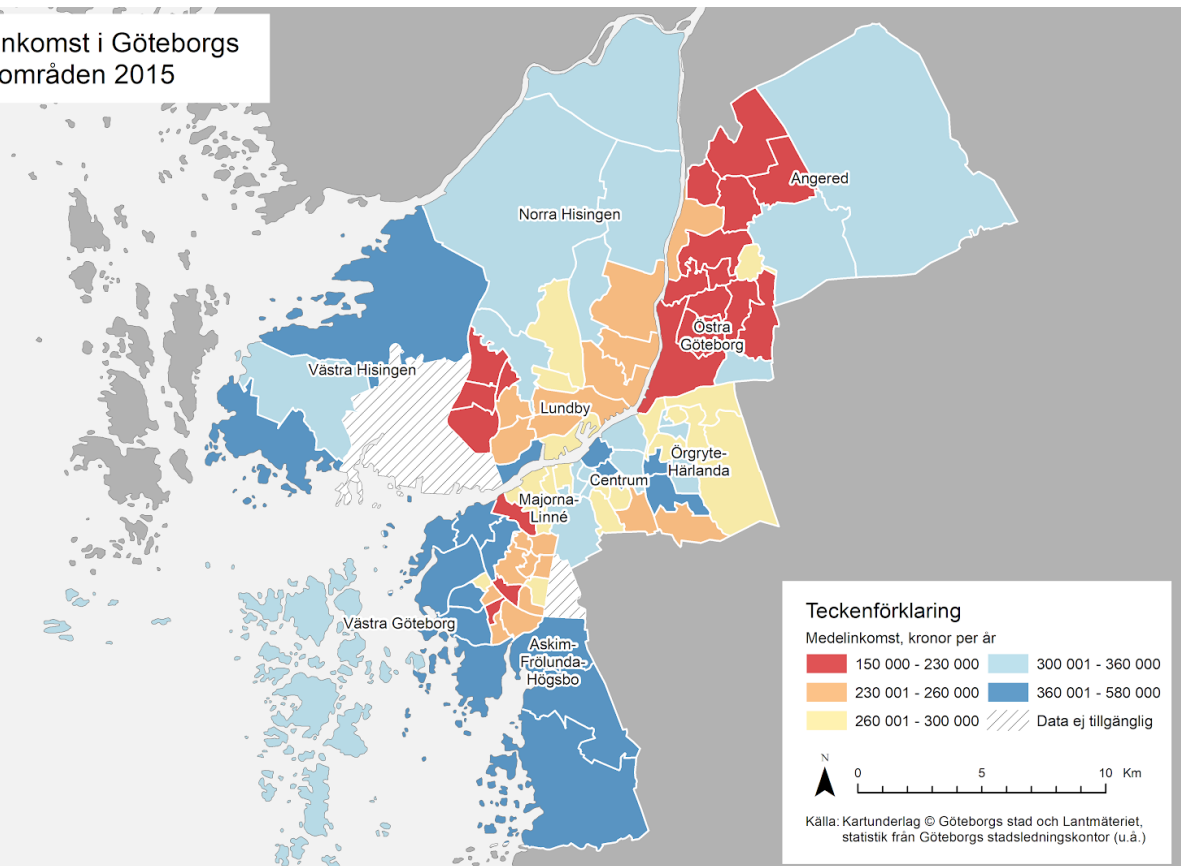 nkomst i Göteborgs
områden 2015
Angered
Norra Hisingen
Östra
Göteborg
Västra Hisingen
Lundby
Örgryte-
Härlanda
Centrum
Majorna-
Linné
Västra Göteborg
Askim-
Frölunda-
Högsbo
Teckenförklaring
Medelinkomst, kronor per år
150 000 - 230 000
300 001 - 360 000
230 001 - 260 000
360 001 - 580 000
260 001 - 300 000
Data ej tillgänglig
N
0 5 10 Km
Källa: Kartunderlag © Göteborgs stad och Lantmäteriet,
statistik från Göteborgs stadsledningskontor (u.å.)